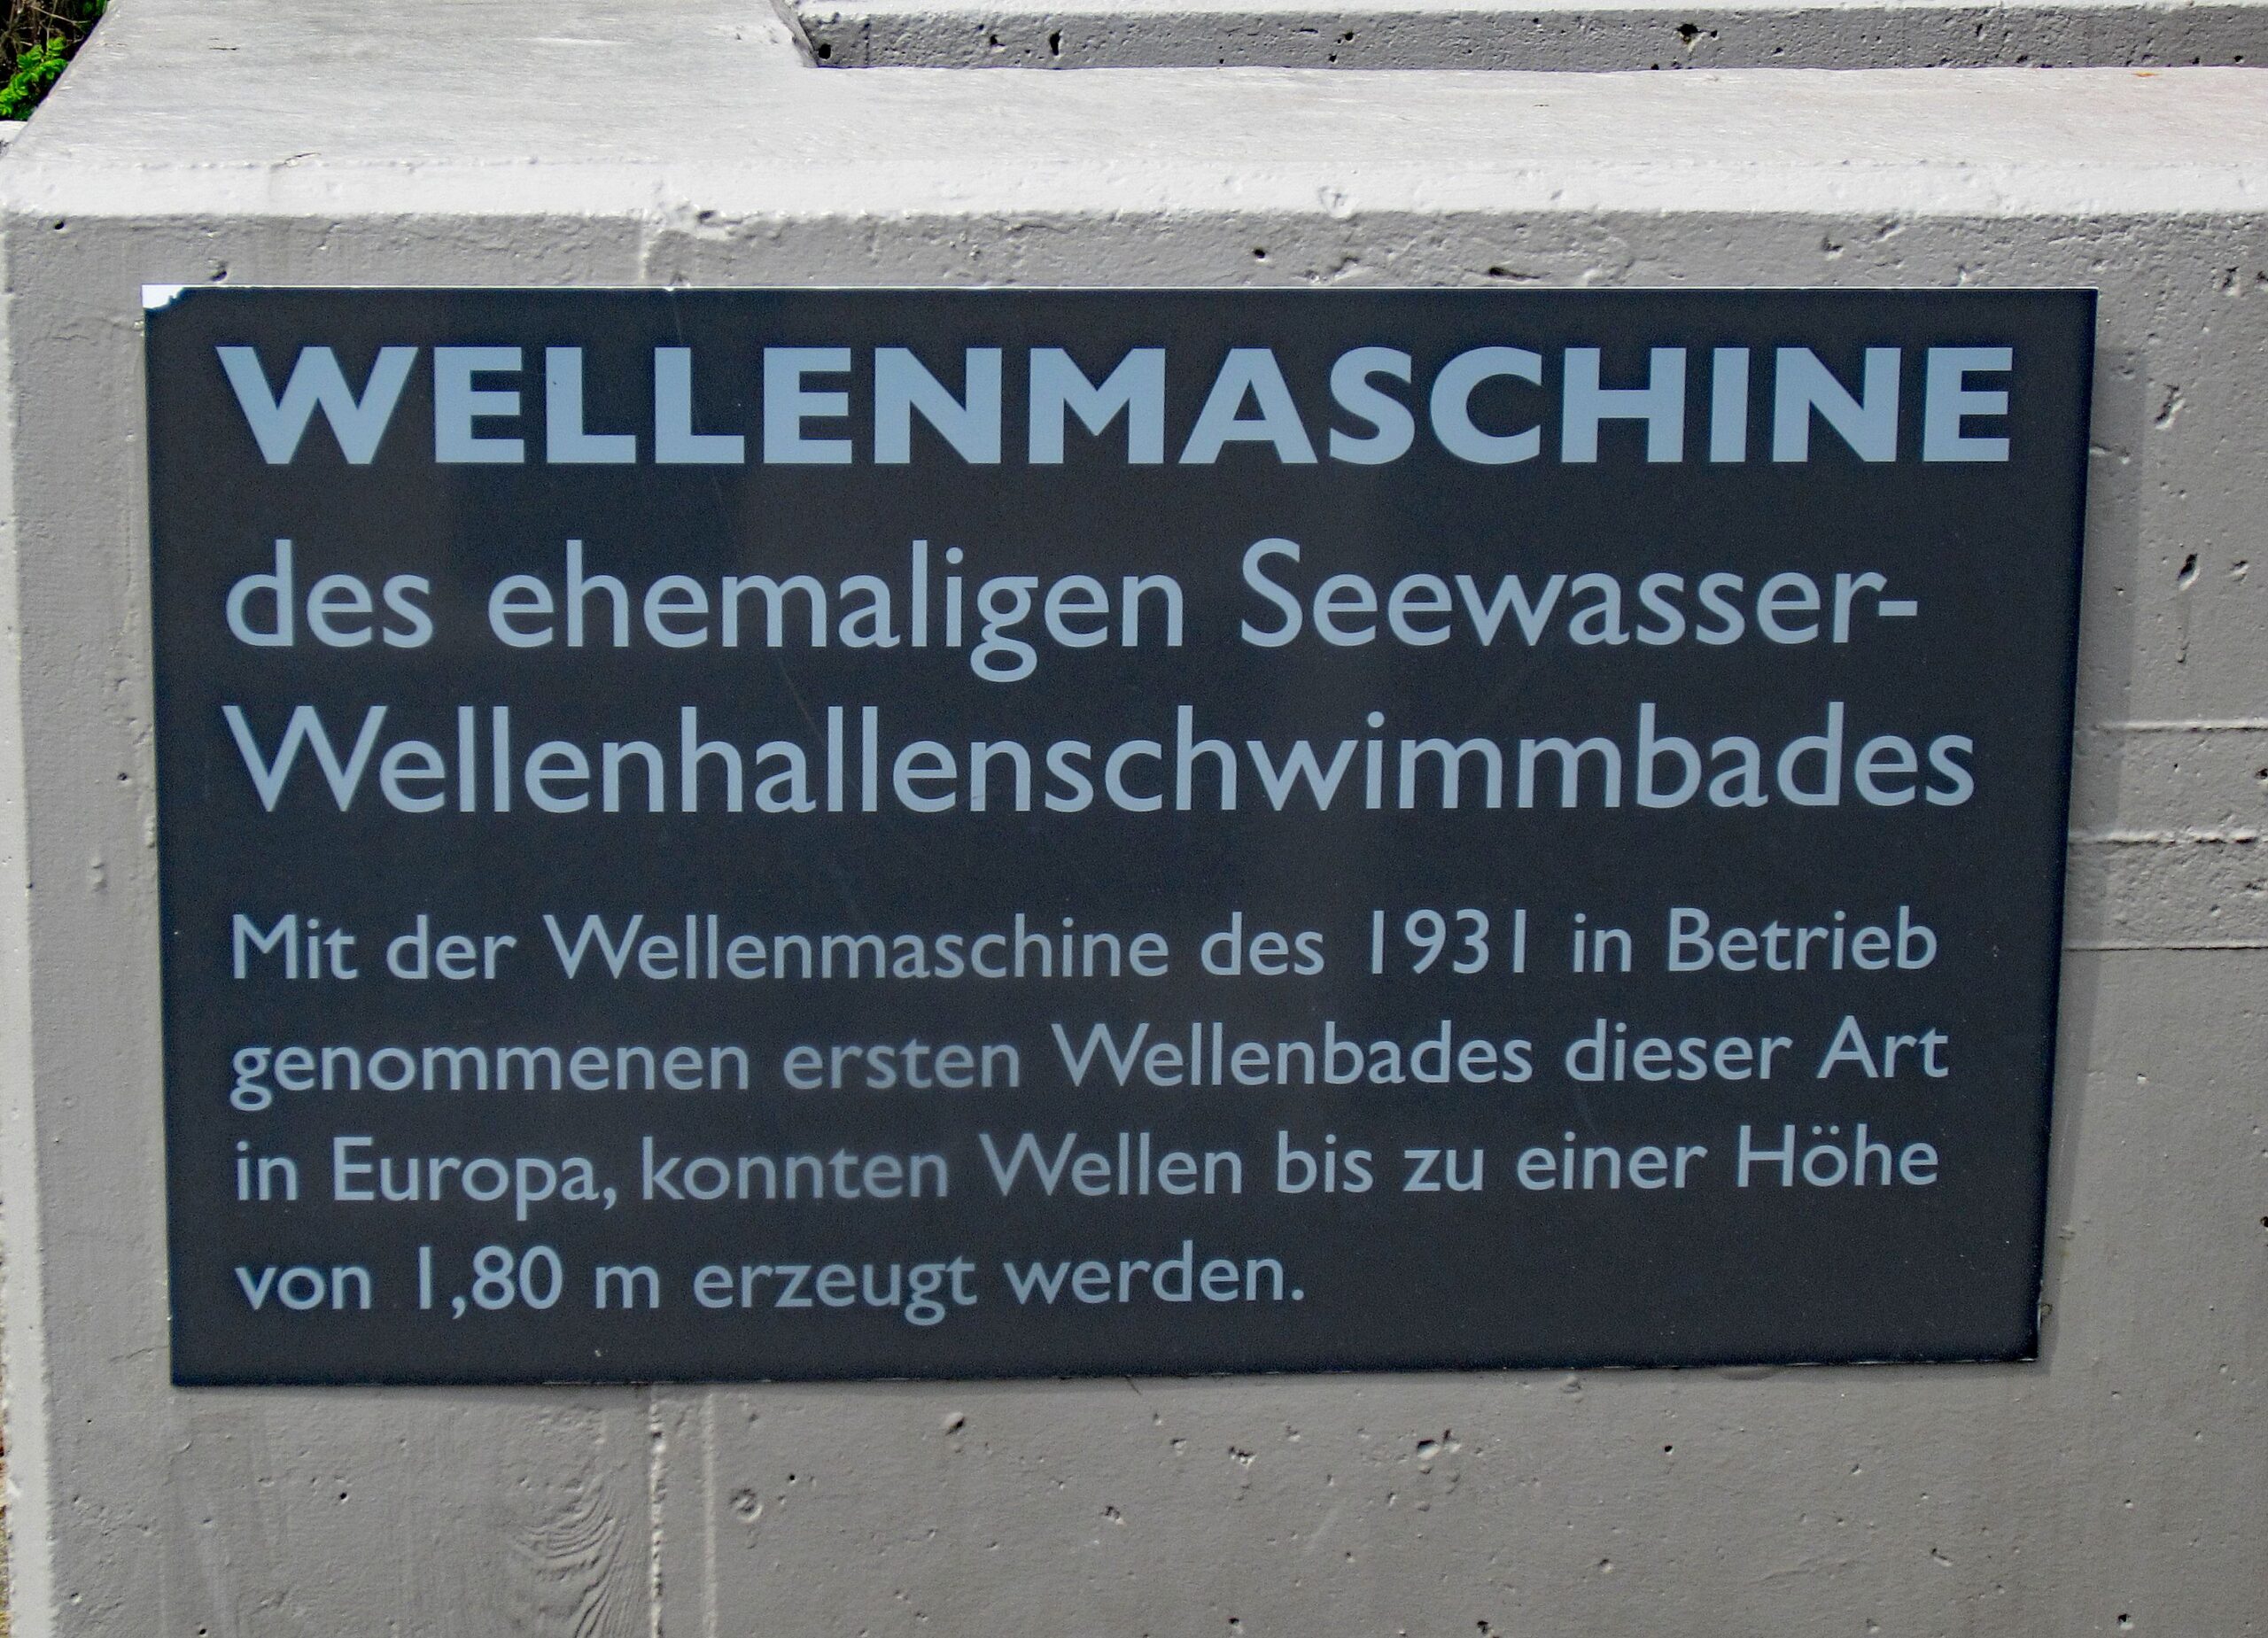 WELLENMASCHINE
des ehemaligen Seewasser-
Wellenhallenschwimmbades
Mit der Wellenmaschine des 1931 in Betrieb
genommenen ersten Wellenbades dieser Art
in Europa, konnten Wellen bis zu einer Höhe
von 1,80 m erzeugt werden.